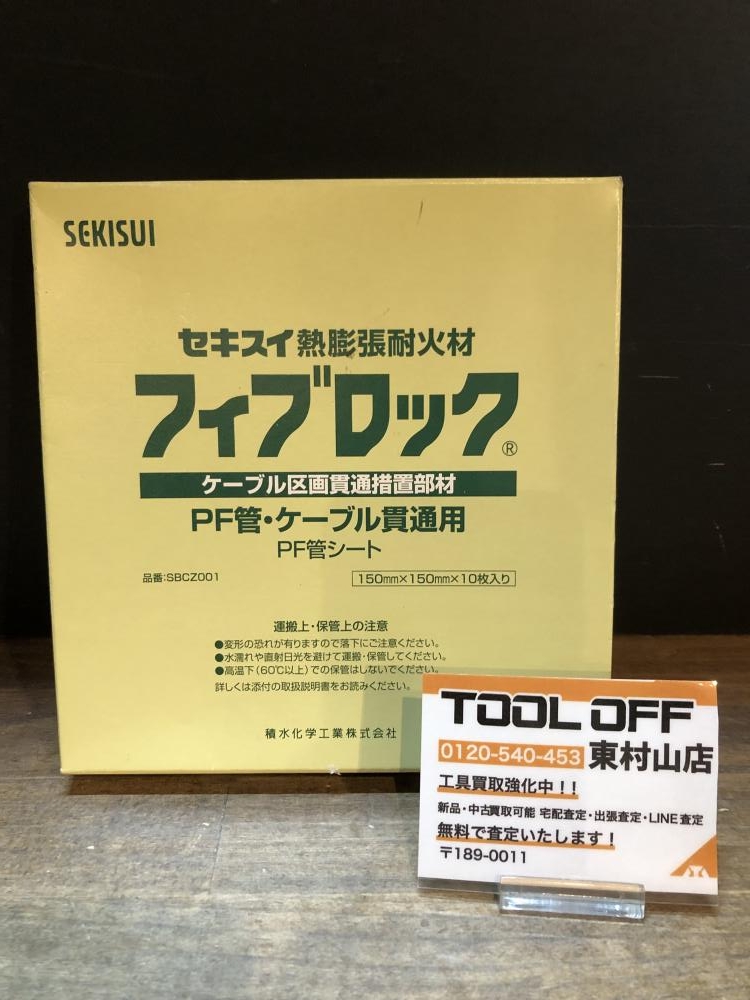 SEKISUI
セキスイ熱膨張耐火材
フィブロック®
ケーブル区画貫通措置部材
PF管・ケーブル貫通用
PF管シート
品番:SBCZ001
150mm×150mm×10枚入り
運搬上・保管上の注意
●変形の恐れが有りますので落下にご注意ください。
●水濡れや直射日光を避けて運搬・保管してください。
●高温下(60℃以上)での保管はしないでください。
詳しくは添付の取扱説明書をお読みください。
積水化学工業株式会社
TOOL OFF
0120-540-453 東村山店
工具買取強化中!!
新品・中古買取可能 宅配査定・出張査定・LINE査定
無料で査定いたします!
〒189-0011